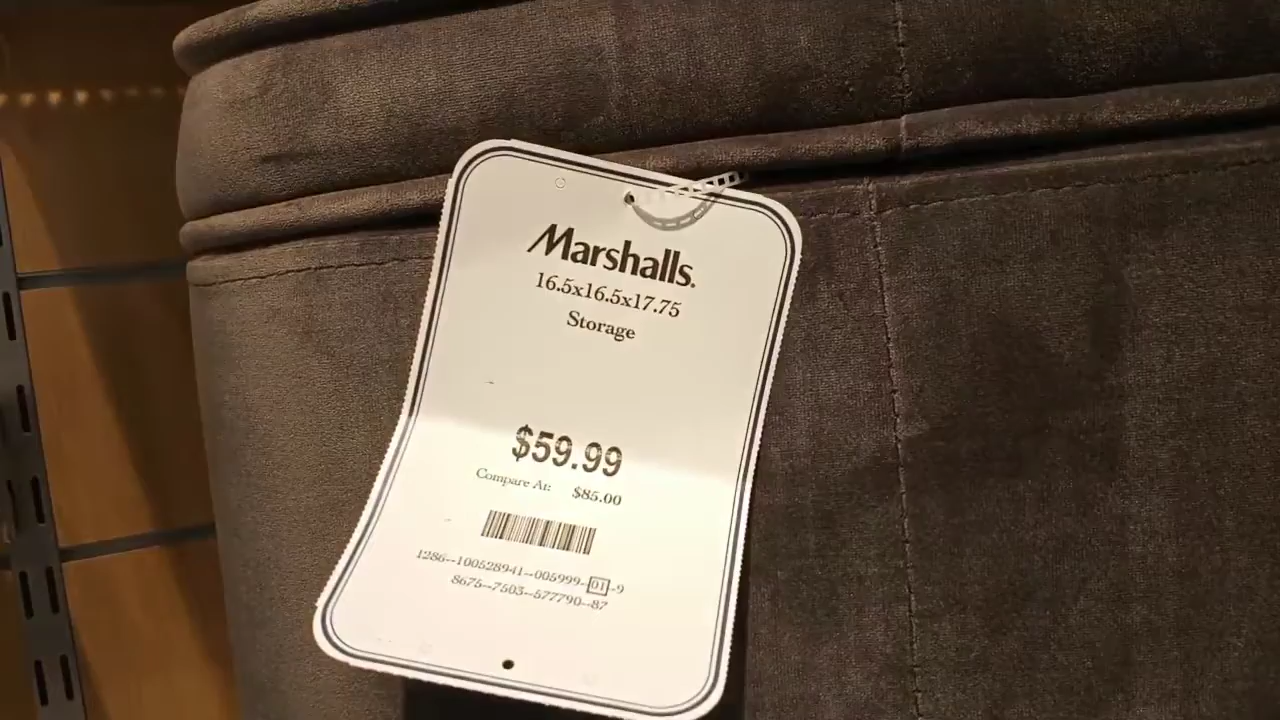 Marshalls.
16.5x16.5x17.75
Storage
$59.99
Compare At: $85.00
1286--100528941--005999-01-9
8675--7503--577790--87